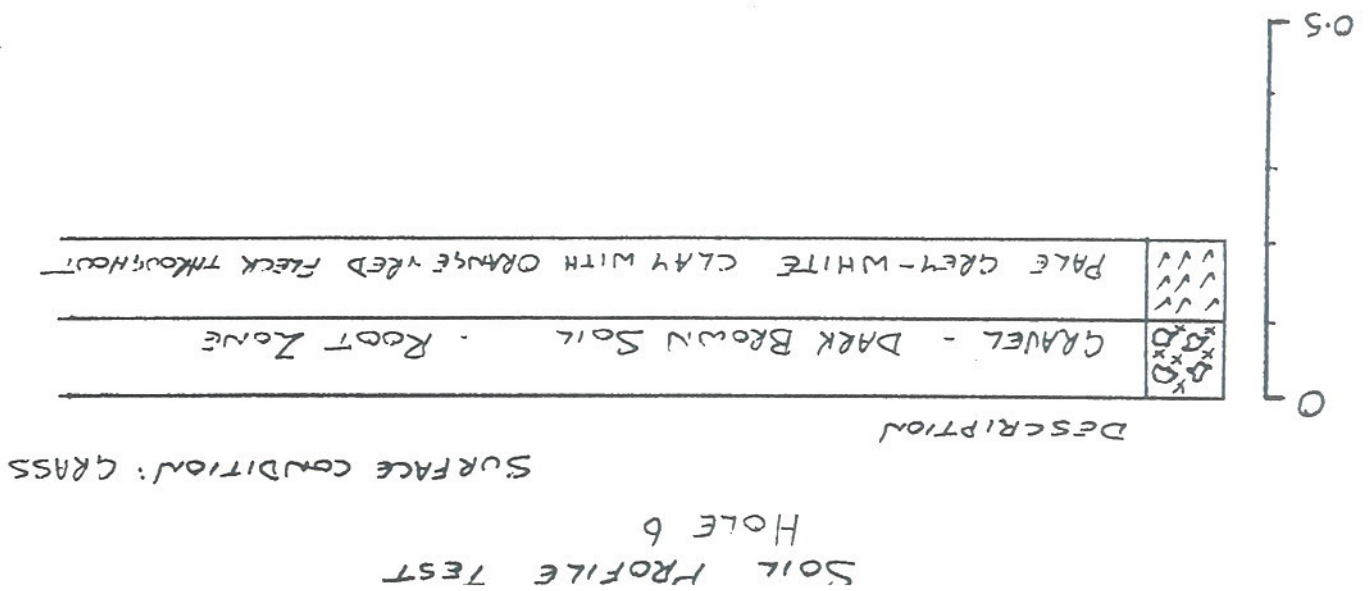 SOIL PROFILE TEST
HOLE 6
SURFACE CONDITION: GRASS
DESCRIPTION
0
GRAVEL - DARK BROWN SOIL - ROOT ZONE
PALE GREY-WHITE CLAY WITH ORANGE + RED FLECK THROUGHOUT
0.5